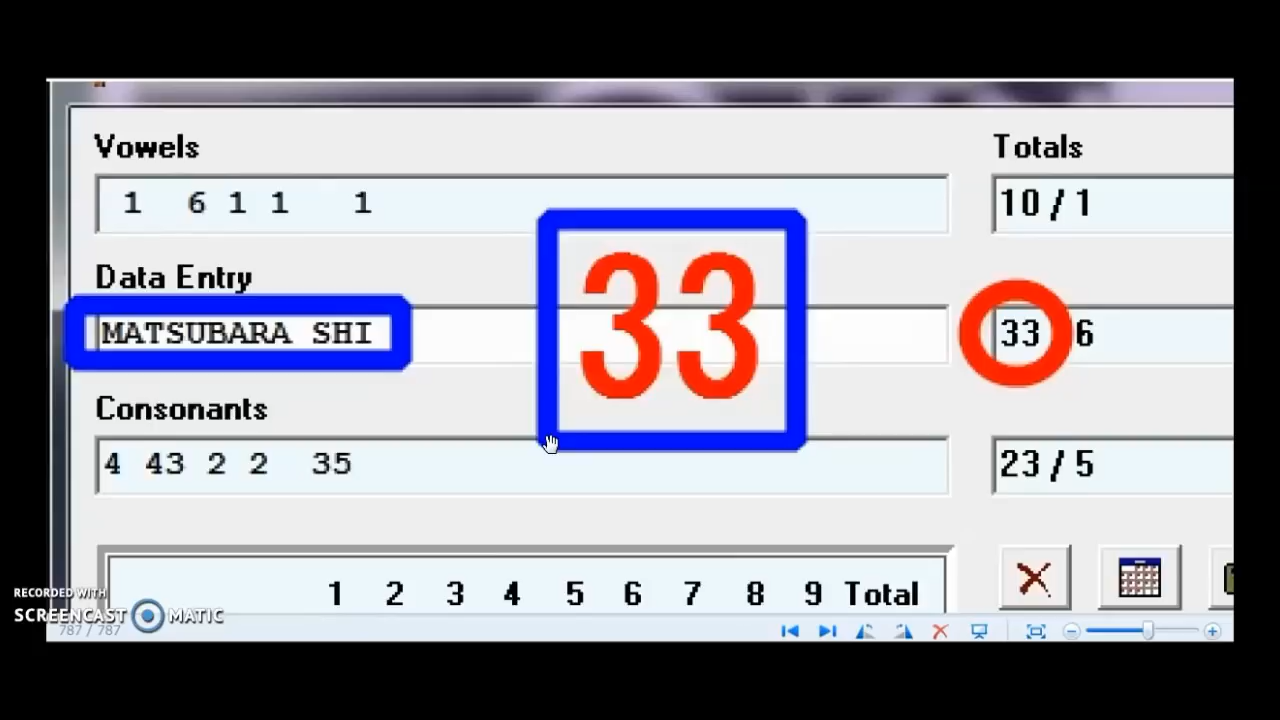 Vowels
Totals
1 6 1 1 1
10 / 1
Data Entry
33
MATSUBARA SHI
33 6
Consonants
4 43 2 2 35
23 / 5
1 2 3 4 5 6 7 8 9 Total
RECORDED WITH
SCREENCAST MATIC
787 / 787